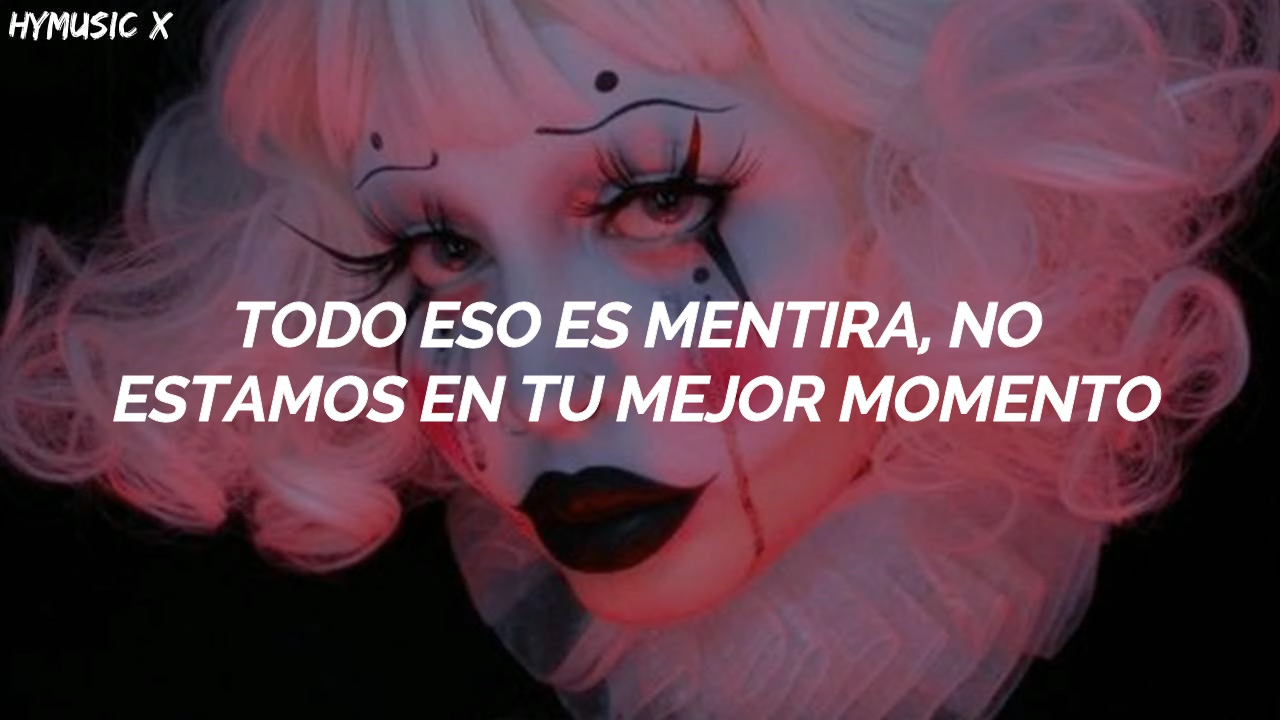 HYMUSIC X
TODO ESO ES MENTIRA, NO
ESTAMOS EN TU MEJOR MOMENTO